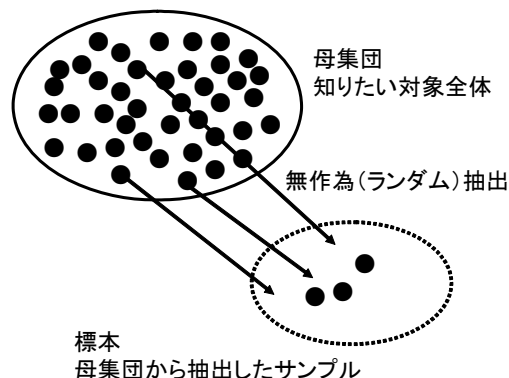 母集団
知りたい対象全体
無作為(ランダム)抽出
標本
母集団から抽出したサンプル